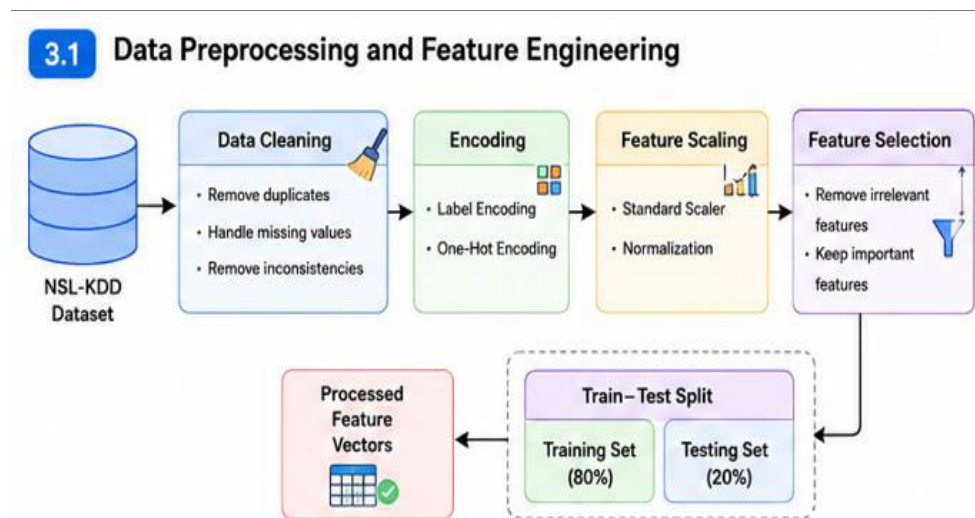 3.1 Data Preprocessing and Feature Engineering
Data Cleaning
• Remove duplicates
• Handle missing values
• Remove inconsistencies
Encoding
• Label Encoding
• One-Hot Encoding
Feature Scaling
• Standard Scaler
• Normalization
Feature Selection
• Remove irrelevant
features
• Keep important
features
NSL-KDD
Dataset
Processed
Feature
Vectors
Train–Test Split
Training Set
(80%)
Testing Set
(20%)